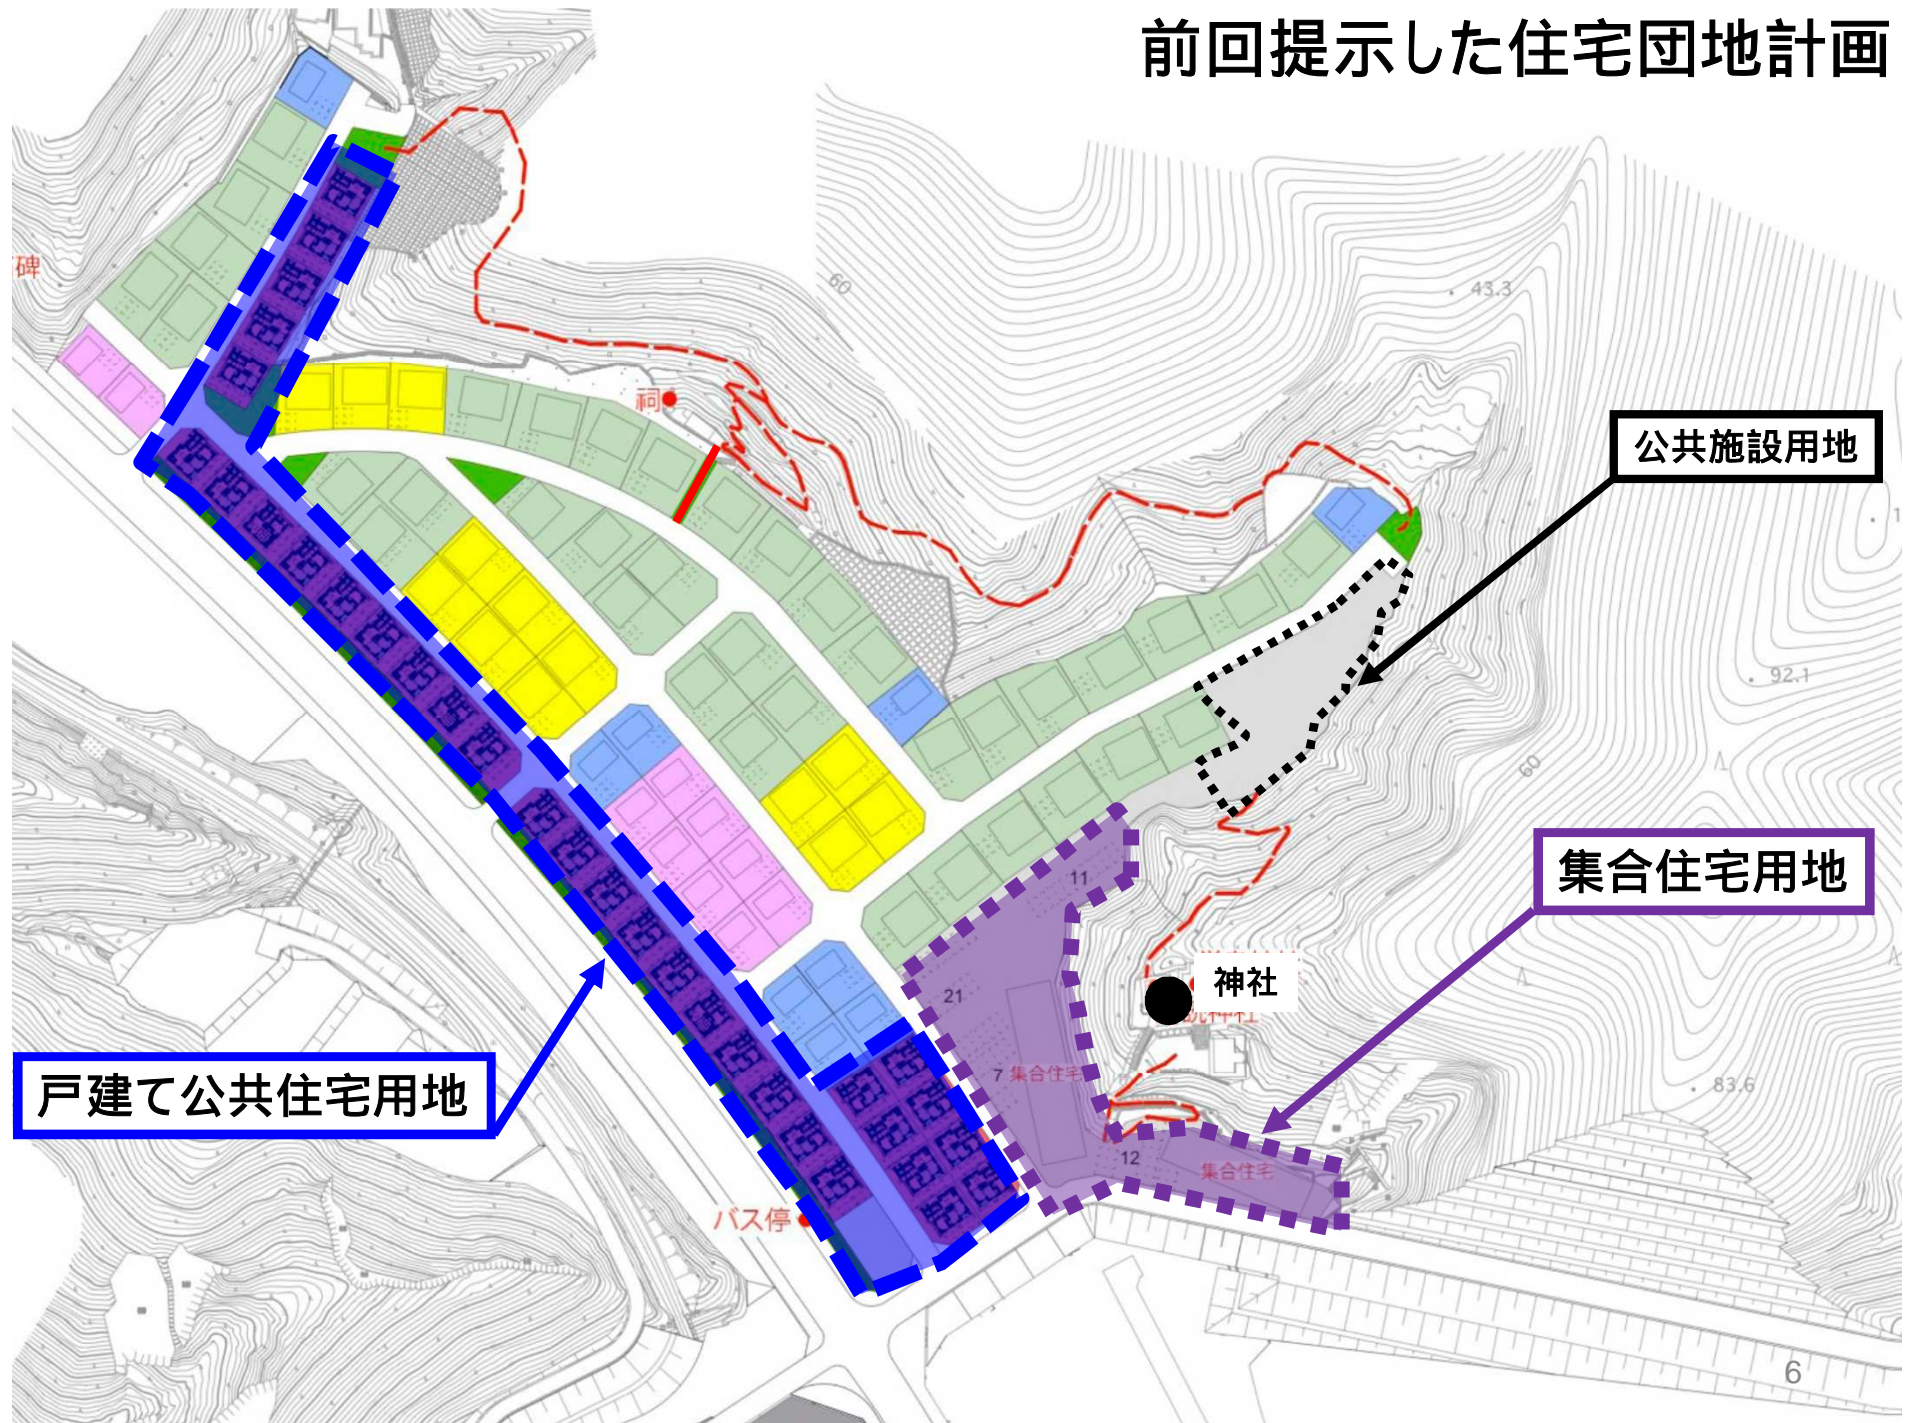 前回提示した住宅団地計画
碑
60
43.3
祠
公共施設用地
92.1
60
集合住宅用地
11
21
神社
戸建て公共住宅用地
7 集合住宅
83.6
12
集合住宅
バス停
6